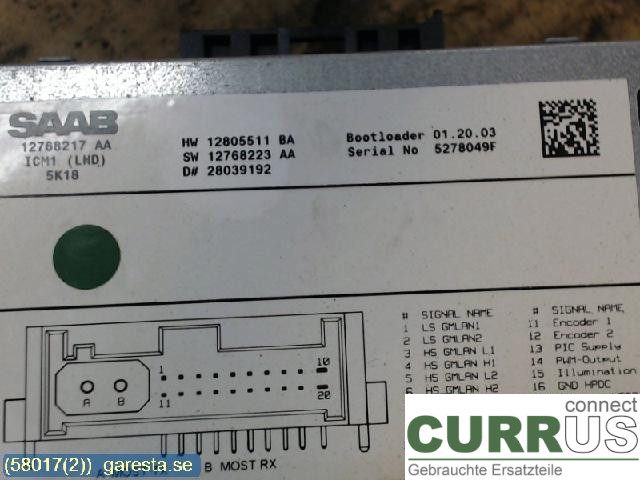 SAAB
12768217 AA
ICM1 (LHD)
5K18
HW 12805511 BA
SW 12768223 AA
D# 28039192
Bootloader 01.20.03
Serial No 5278049F
# SIGNAL NAME
1 LS GMLAN1
2 LS GMLAN2
3 HS GMLAN L1
4 HS GMLAN H1
5 HS GMLAN L2
6 HS GMLAN H2
# SIGNAL NAME
11 Encoder 1
12 Encoder 2
13 PIC Supply
14 PWM-Output
15 Illumination
16 GND HPDC
1 10
A B
11 20
B MOST RX
(58017(2)) garesta.se
connect
CURRUS
Gebrauchte Ersatzteile